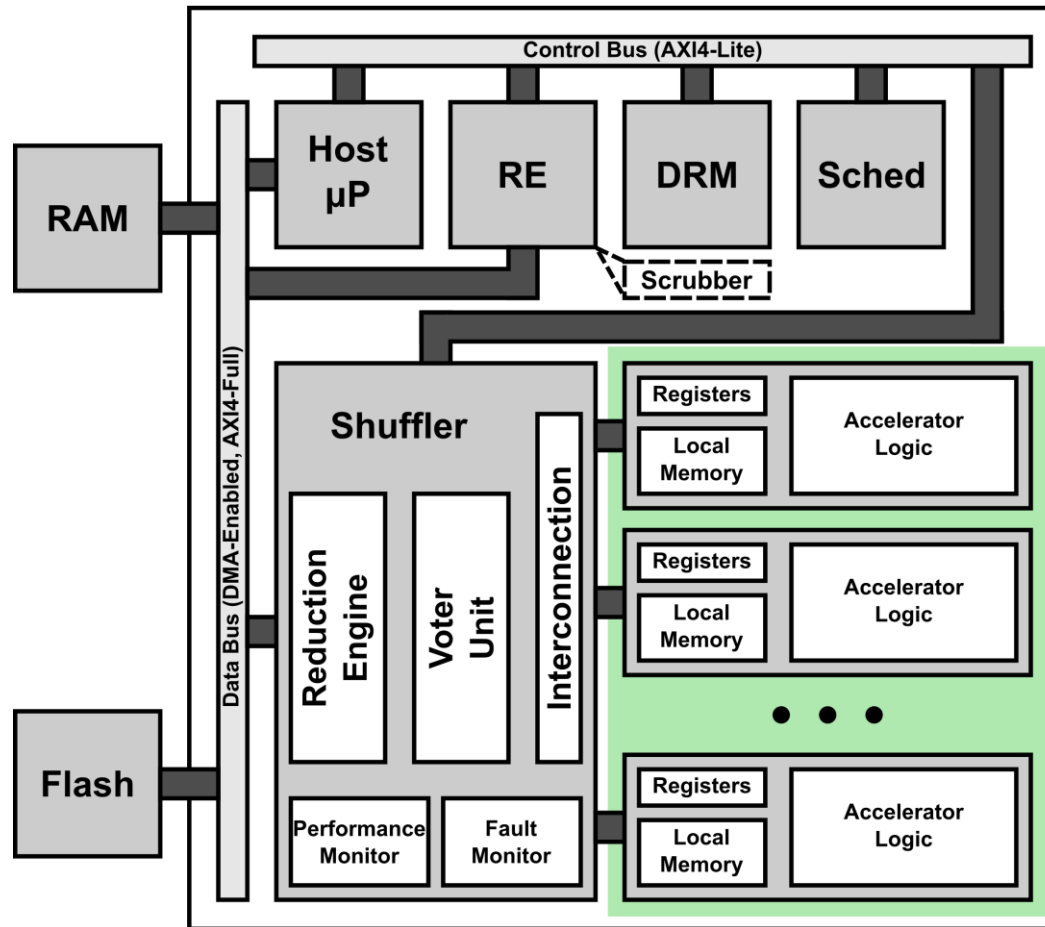 Control Bus (AXI4-Lite)
Host
µP
RE
DRM
Sched
RAM
Scrubber
Data Bus (DMA-Enabled, AXI4-Full)
Flash
Shuffler
Reduction
Engine
Voter
Unit
Interconnection
Performance
Monitor
Fault
Monitor
Registers
Local
Memory
Accelerator
Logic
Registers
Local
Memory
Accelerator
Logic
Registers
Local
Memory
Accelerator
Logic